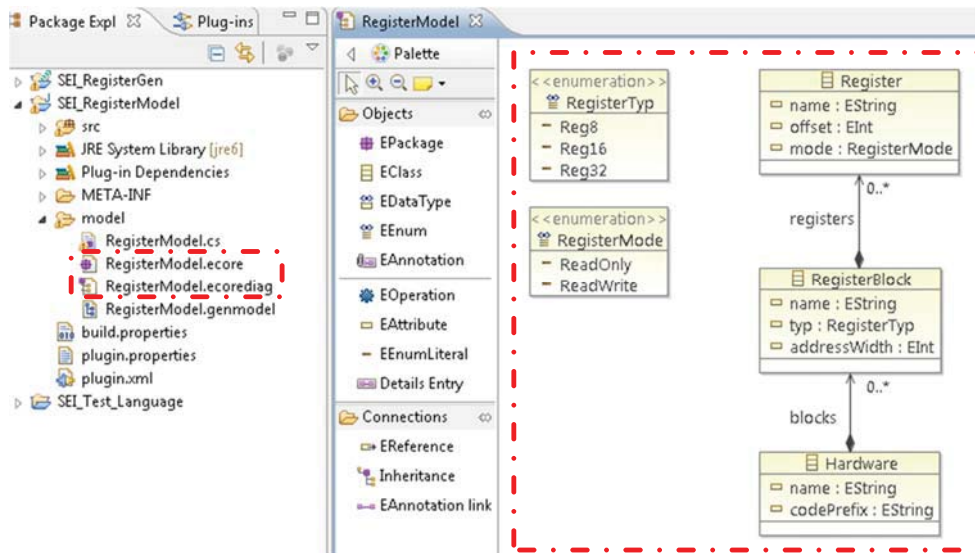 Package Expl
Plug-ins
SEI_RegisterGen
SEI_RegisterModel
src
JRE System Library [jre6]
Plug-in Dependencies
META-INF
model
RegisterModel.cs
RegisterModel.ecore
RegisterModel.ecorediag
RegisterModel.genmodel
build.properties
plugin.properties
plugin.xml
SEI_Test_Language
RegisterModel
Palette
Objects
EPackage
EClass
EDataType
EEnum
EAnnotation
EOperation
EAttribute
EEnumLiteral
Details Entry
Connections
EReference
Inheritance
EAnnotation link
<<enumeration>>
RegisterTyp
Reg8
Reg16
Reg32
<<enumeration>>
RegisterMode
ReadOnly
ReadWrite
Register
name : EString
offset : EInt
mode : RegisterMode
0..*
registers
RegisterBlock
name : EString
typ : RegisterTyp
addressWidth : EInt
0..*
blocks
Hardware
name : EString
codePrefix : EString